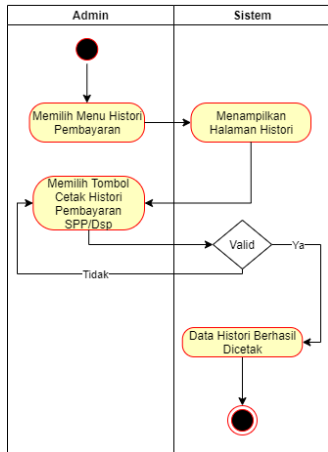 Admin
Sistem
Memilih Menu Histori
Pembayaran
Menampilkan
Halaman Histori
Memilih Tombol
Cetak Histori
Pembayaran
SPP/Dsp
Valid
Ya
Tidak
Data Histori Berhasil
Dicetak